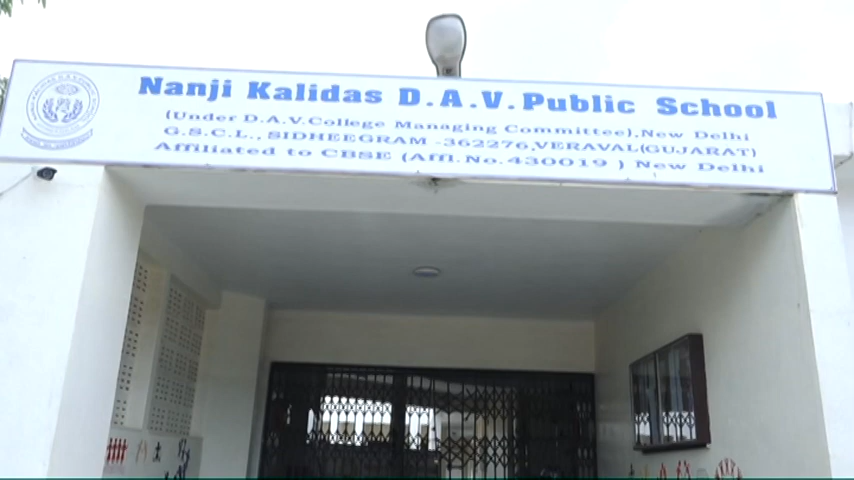 Nanji Kalidas D.A.V. Public School
(Under D.A.V. College Managing Committee), New Delhi
G.S.C.L., SIDHEEGRAM -362276, VERAVAL(GUJARAT)
Affiliated to CBSE (Affl.No.430019 ) New Delhi